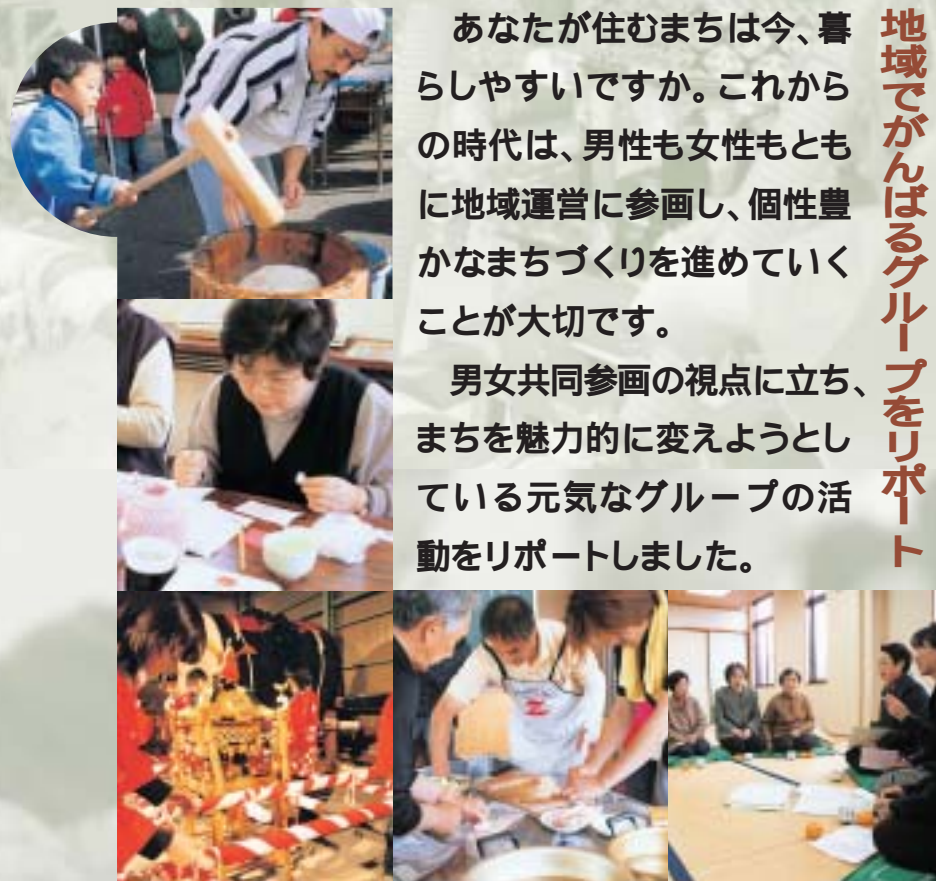 地域でがんばるグループをリポート
あなたが住むまちは今、暮
らしやすいですか。これから
の時代は、男性も女性もとも
に地域運営に参画し、個性豊
かなまちづくりを進めていく
ことが大切です。
男女共同参画の視点に立ち、
まちを魅力的に変えようとし
ている元気なグループの活
動をリポートしました。